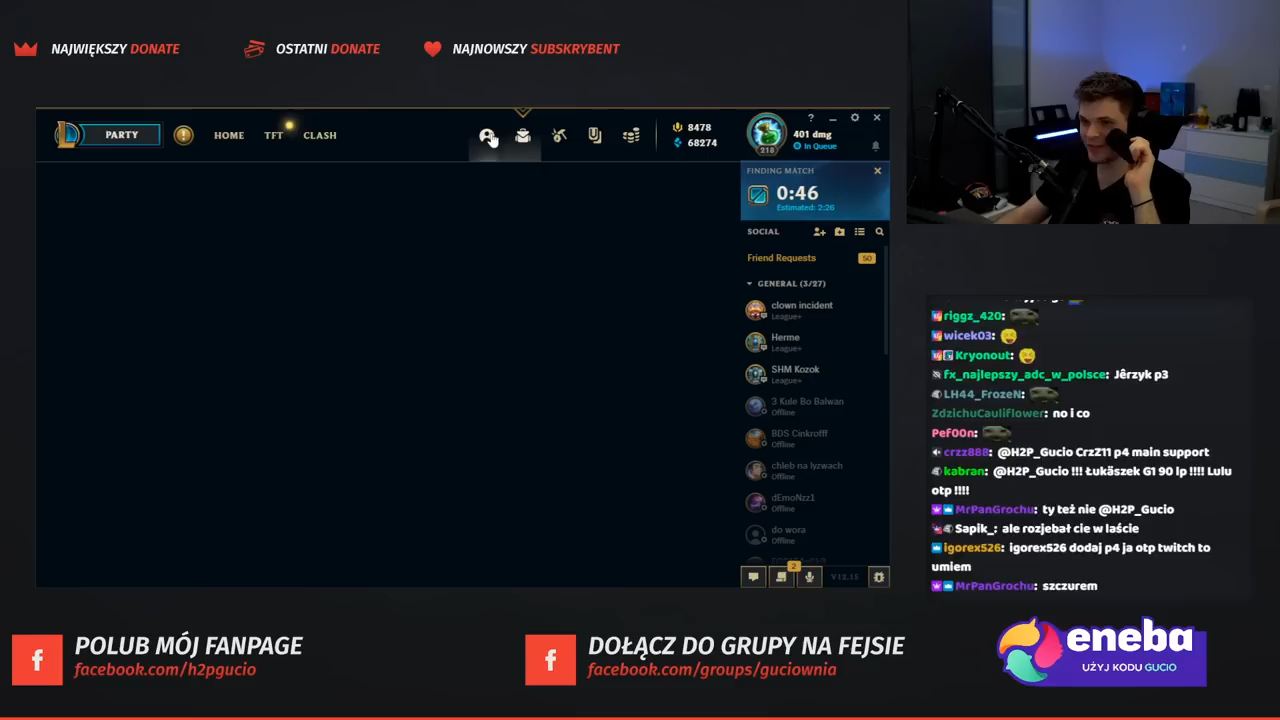 NAJWIĘKSZY DONATE
OSTATNI DONATE
NAJNOWSZY SUBSKRYBENT
PARTY
HOME
TFT
CLASH
8478
68274
218
401 dmg
In Queue
FINDING MATCH
0:46
Estimated: 2:26
SOCIAL
Friend Requests
50
GENERAL (3/27)
clown incident
League+
Herme
League+
SHM Kozok
League+
3 Kule Bo Balwan
Offline
BDS Cinkrofff
Offline
chleb na lyzwach
Offline
dEmoNzz1
Offline
do wora
Offline
2
V12.15
riggz_420:
wicek03:
Kryonout:
fx_najlepszy_adc_w_polsce: Jêrzyk p3
LH44_FrozeN:
ZdzichuCauliflower: no i co
Pef00n:
crzz888: @H2P_Gucio CrzZ11 p4 main support
kabran: @H2P_Gucio !!! Łukäszek G1 90 lp !!!! Lulu
otp !!!!
MrPanGrochu: ty też nie @H2P_Gucio
Sapik_: ale rozjebał cie w laście
igorex526: igorex526 dodaj p4 ja otp twitch to
umiem
MrPanGrochu: szczurem
POLUB MÓJ FANPAGE
facebook.com/h2pgucio
DOŁĄCZ DO GRUPY NA FEJSIE
facebook.com/groups/guciownia
eneba
UŻYJ KODU GUCIO